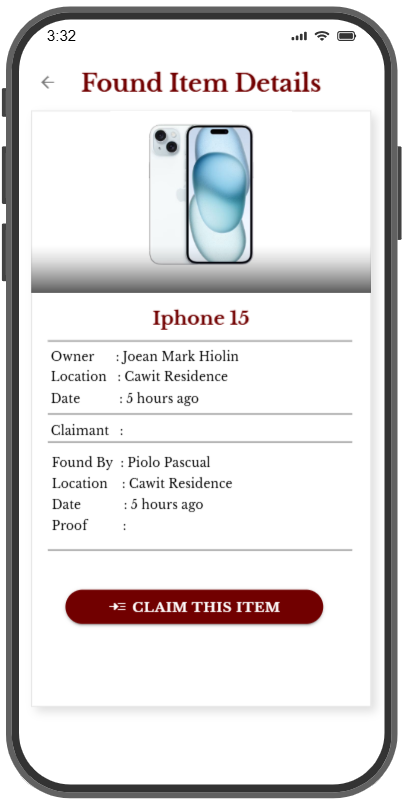 3:32
Found Item Details
Iphone 15
Owner : Joean Mark Hiolin
Location : Cawit Residence
Date : 5 hours ago
Claimant :
Found By : Piolo Pascual
Location : Cawit Residence
Date : 5 hours ago
Proof :
CLAIM THIS ITEM